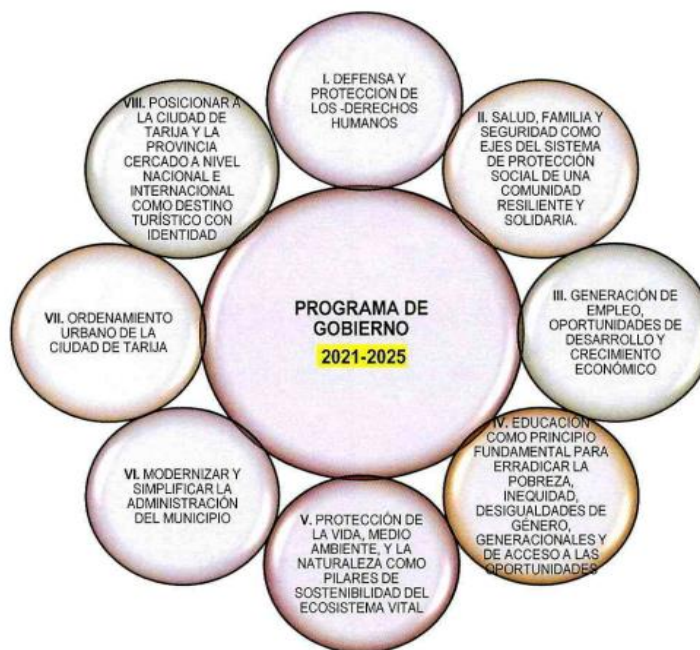 I. DEFENSA Y
PROTECCION DE
LOS -DERECHOS
HUMANOS
II. SALUD, FAMILIA Y
SEGURIDAD COMO
EJES DEL SISTEMA
DE PROTECCIÓN
SOCIAL DE UNA
COMUNIDAD
RESILIENTE Y
SOLIDARIA.
III. GENERACIÓN DE
EMPLEO,
OPORTUNIDADES DE
DESARROLLO Y
CRECIMIENTO
ECONÓMICO
IV. EDUCACIÓN
COMO PRINCIPIO
FUNDAMENTAL PARA
ERRADICAR LA
POBREZA,
INEQUIDAD,
DESIGUALDADES DE
GÉNERO,
GENERACIONALES Y
DE ACCESO A LAS
OPORTUNIDADES
V. PROTECCIÓN DE
LA VIDA, MEDIO
AMBIENTE, Y LA
NATURALEZA COMO
PILARES DE
SOSTENIBILIDAD DEL
ECOSISTEMA VITAL
VI. MODERNIZAR Y
SIMPLIFICAR LA
ADMINISTRACIÓN
DEL MUNICIPIO
VII. ORDENAMIENTO
URBANO DE LA
CIUDAD DE TARIJA
VIII. POSICIONAR A
LA CIUDAD DE
TARIJA Y LA
PROVINCIA
CERCADO A NIVEL
NACIONAL E
INTERNACIONAL
COMO DESTINO
TURÍSTICO CON
IDENTIDAD
PROGRAMA DE
GOBIERNO
2021-2025